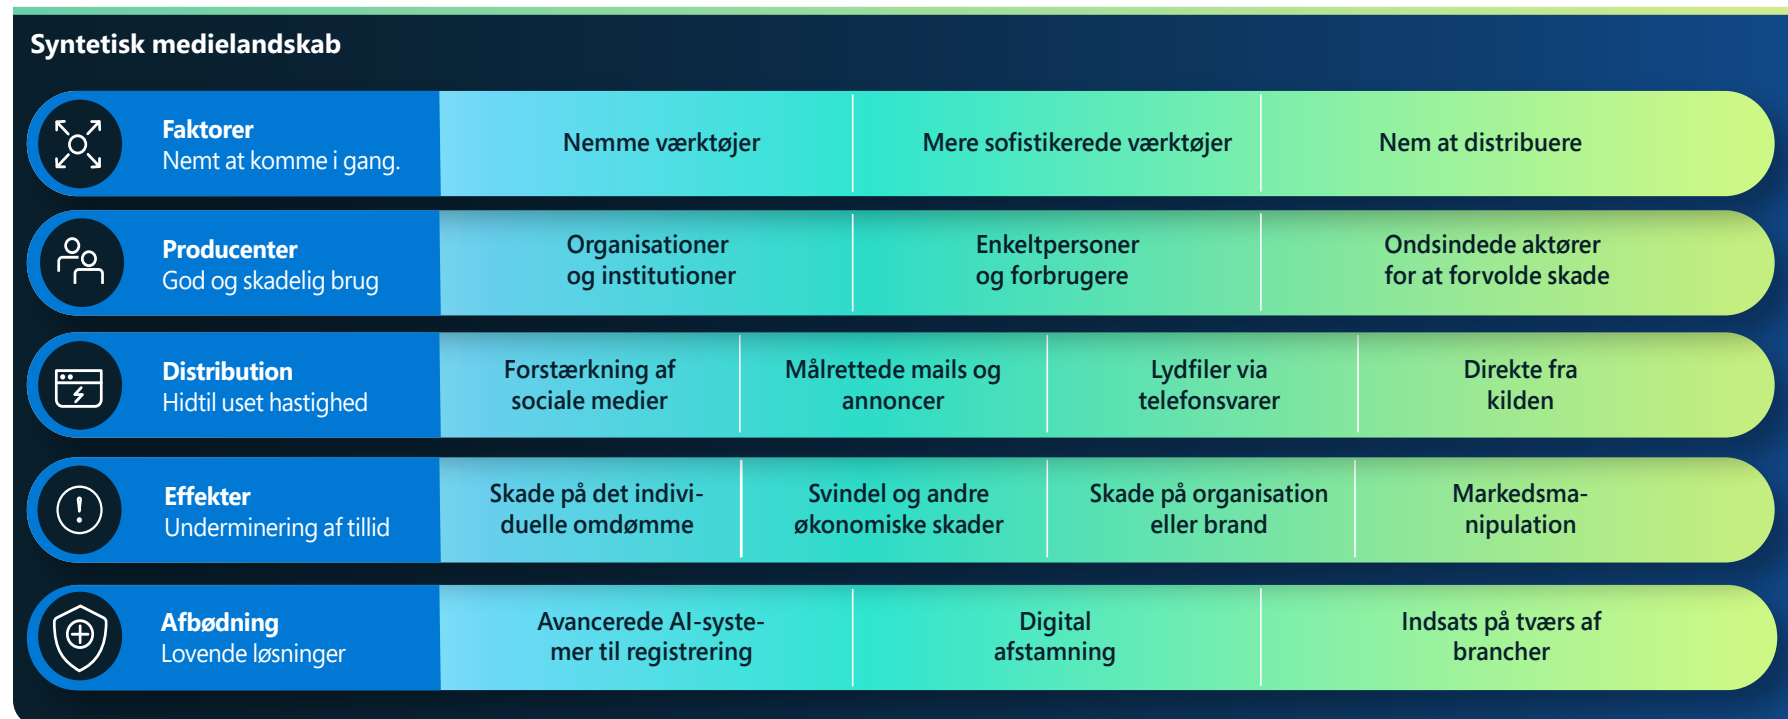 Syntetisk medielandskab
Faktorer
Nemt at komme i gang.
Nemme værktøjer
Mere sofistikerede værktøjer
Nem at distribuere
Producenter
God og skadelig brug
Organisationer
og institutioner
Enkeltpersoner
og forbrugere
Ondsindede aktører
for at forvolde skade
Distribution
Hidtil uset hastighed
Forstærkning af
sociale medier
Målrettede mails og
annoncer
Lydfiler via
telefonsvarer
Direkte fra
kilden
Effekter
Underminering af tillid
Skade på det indivi-
duelle omdømme
Svindel og andre
økonomiske skader
Skade på organisation
eller brand
Markedsma-
nipulation
Afbødning
Lovende løsninger
Avancerede AI-syste-
mer til registrering
Digital
afstamning
Indsats på tværs af
brancher